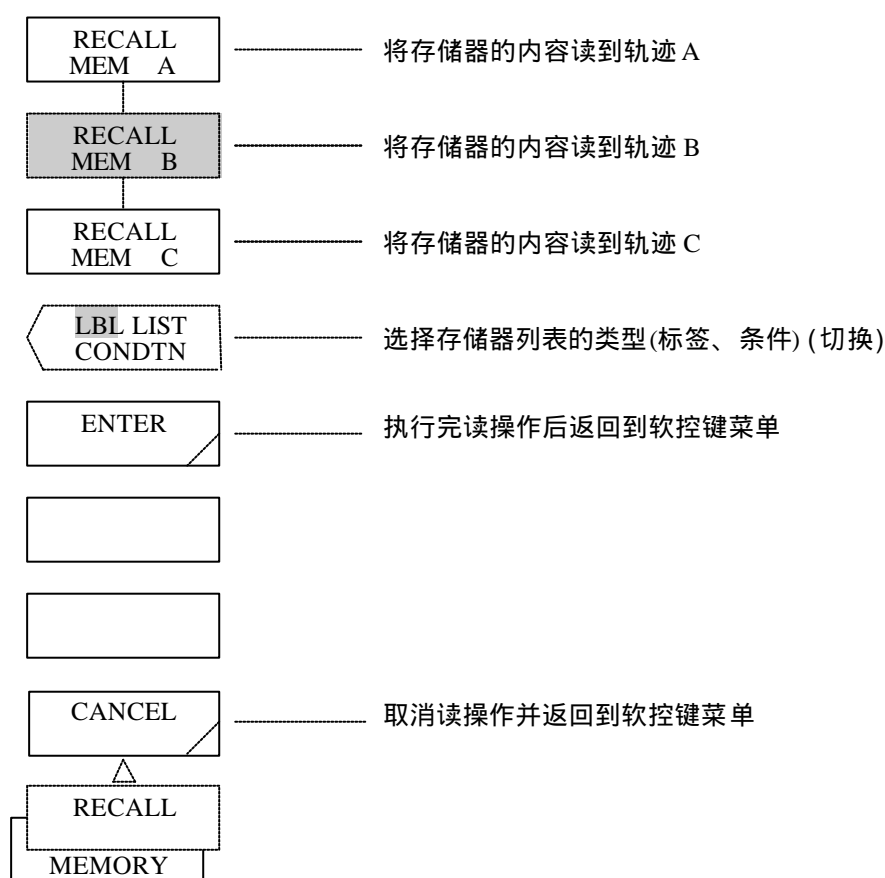 RECALL
MEM A
将存储器的内容读到轨迹 A
RECALL
MEM B
将存储器的内容读到轨迹 B
RECALL
MEM C
将存储器的内容读到轨迹 C
LBL LIST
CONDTN
选择存储器列表的类型(标签、条件) (切换)
ENTER
执行完读操作后返回到软控键菜单
CANCEL
取消读操作并返回到软控键菜单
RECALL
MEMORY